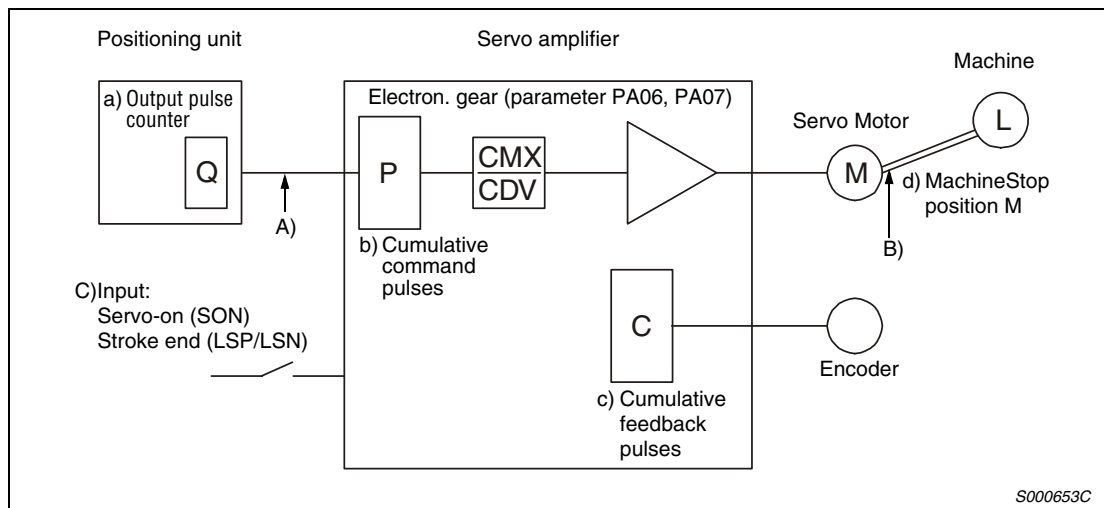 Positioning unit
Servo amplifier
Machine
a) Output pulse
counter
Q
A)
Electron. gear (parameter PA06, PA07)
P
CMX
CDV
b) Cumulative
command
pulses
Servo Motor
M
L
d) MachineStop
position M
B)
C)Input:
Servo-on (SON)
Stroke end (LSP/LSN)
C
c) Cumulative
feedback
pulses
Encoder
S000653C